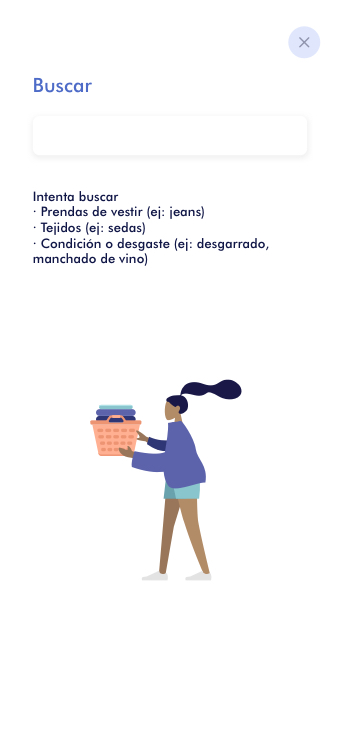 Buscar
Intenta buscar
· Prendas de vestir (ej: jeans)
· Tejidos (ej: sedas)
· Condición o desgaste (ej: desgarrado,
manchado de vino)